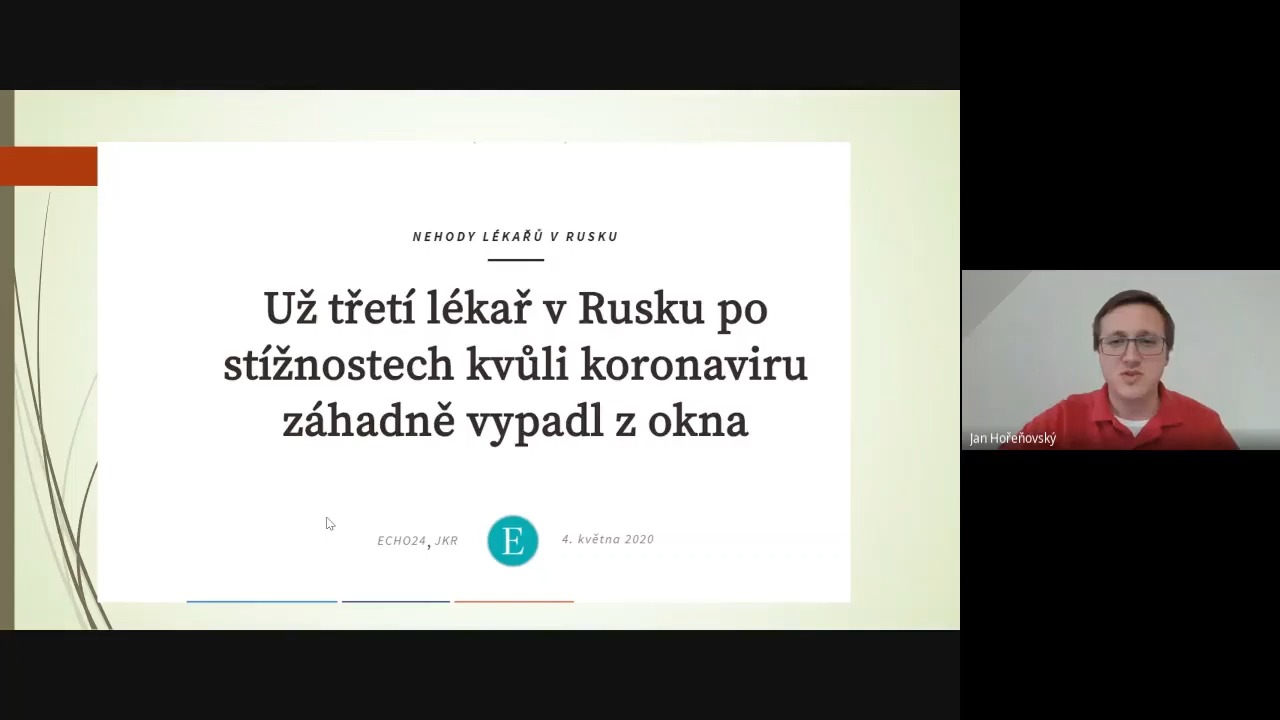 NEHODY LÉKAŘŮ V RUSKU
Už třetí lékař v Rusku po
stížnostech kvůli koronaviru
záhadně vypadl z okna
ECHO24, JKR E 4. května 2020
Jan Hořeňovský